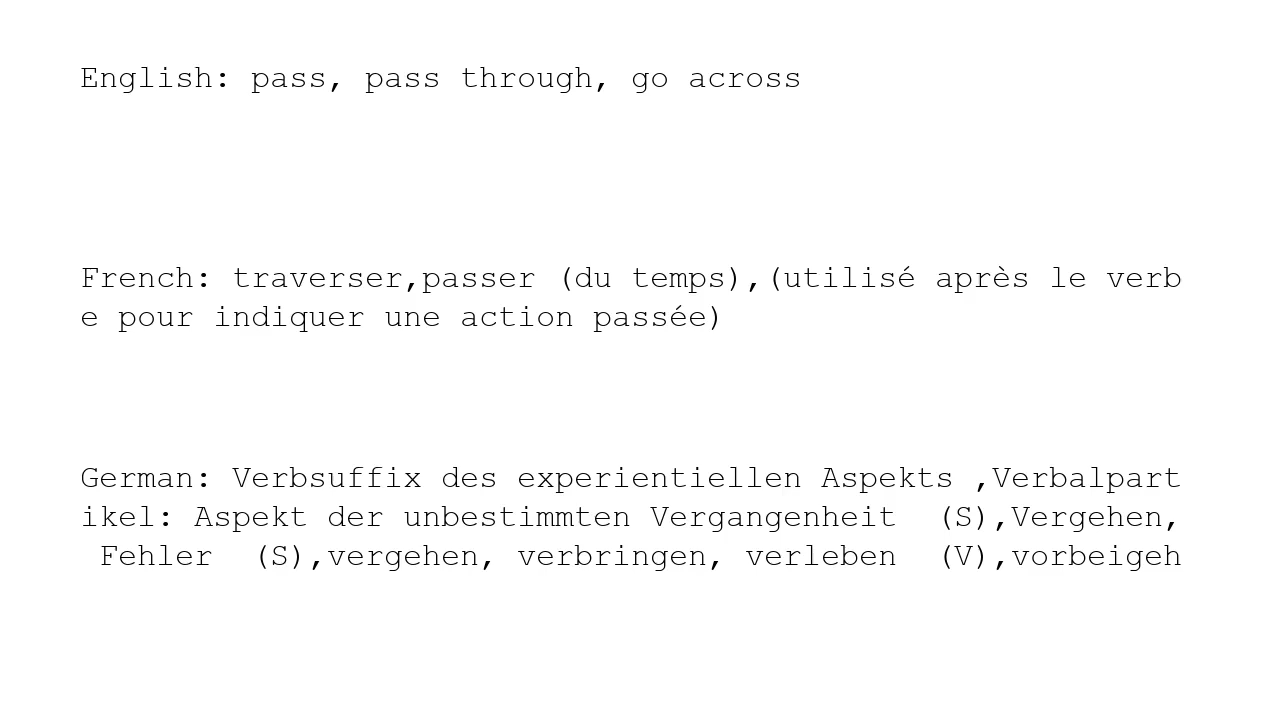 English: pass, pass through, go across
French: traverser,passer (du temps),(utilisé après le verb
e pour indiquer une action passée)
German: Verbsuffix des experientiellen Aspekts ,Verbalpart
ikel: Aspekt der unbestimmten Vergangenheit  (S),Vergehen,
 Fehler  (S),vergehen, verbringen, verleben  (V),vorbeigeh